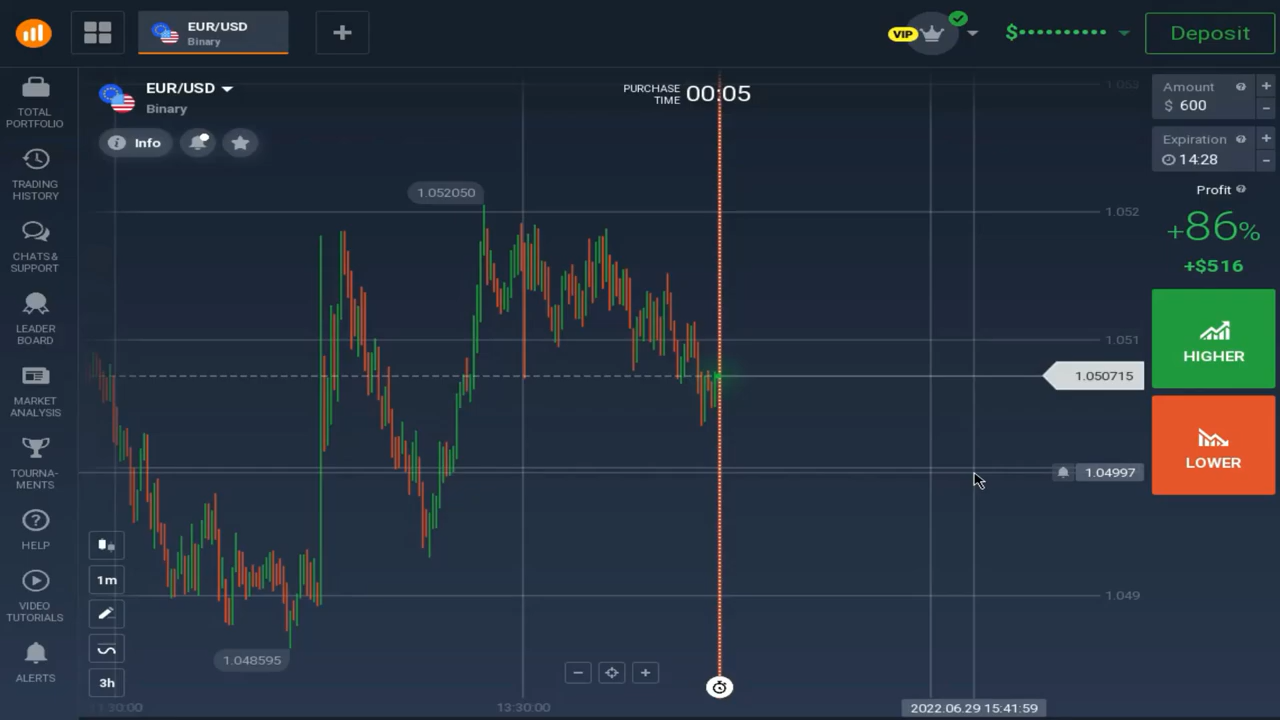 EUR/USD
Binary
VIP
$
Deposit
TOTAL
PORTFOLIO
TRADING
HISTORY
CHATS &
SUPPORT
LEADER
BOARD
MARKET
ANALYSIS
TOURNA-
MENTS
HELP
VIDEO
TUTORIALS
ALERTS
EUR/USD
Binary
Info
PURCHASE
TIME
00:05
1.052050
1.048595
1.053
1.052
1.051
1.050715
1.04997
1.049
1m
3h
11:30:00
13:30:00
2022.06.29 15:41:59
Amount
$ 600
Expiration
14:28
Profit
+86%
+$516
HIGHER
LOWER